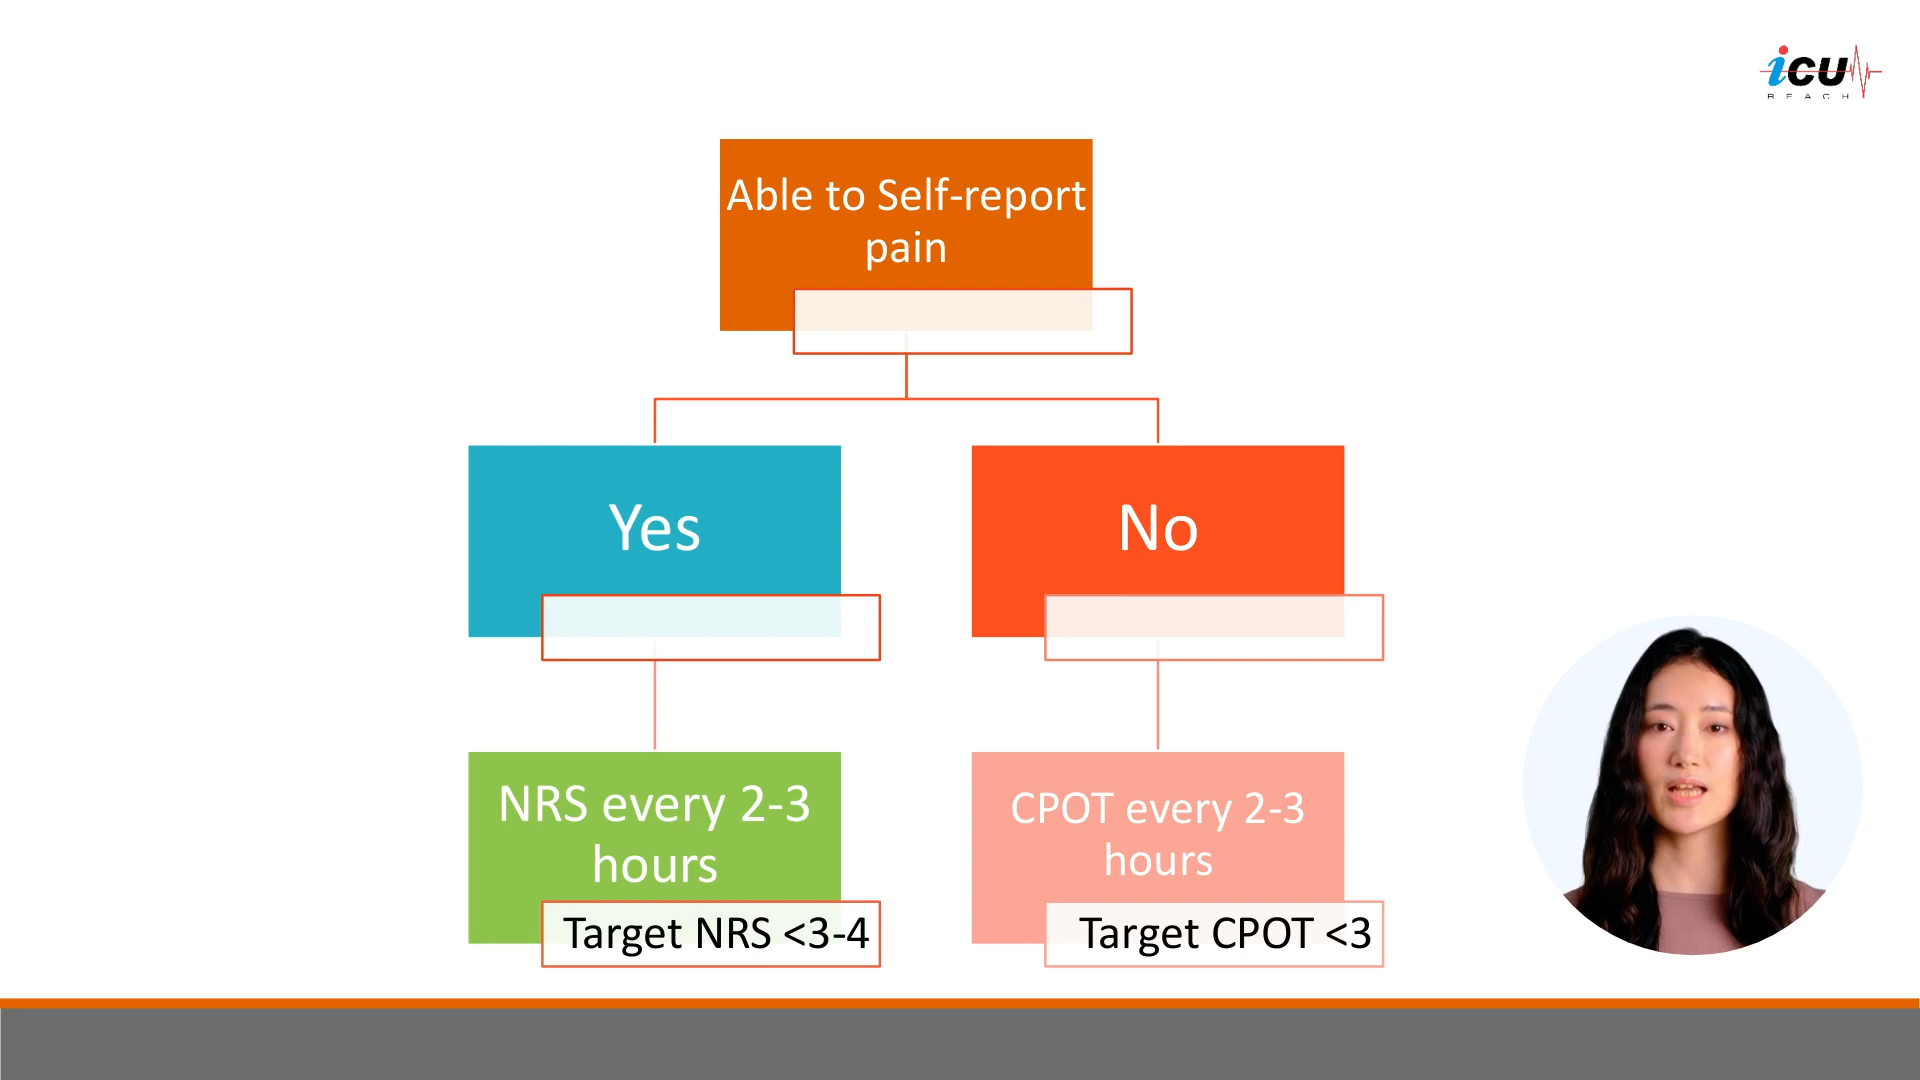 icu
REACH
Able to Self-report
pain
Yes
No
NRS every 2-3
hours
Target NRS <3-4
CPOT every 2-3
hours
Target CPOT <3